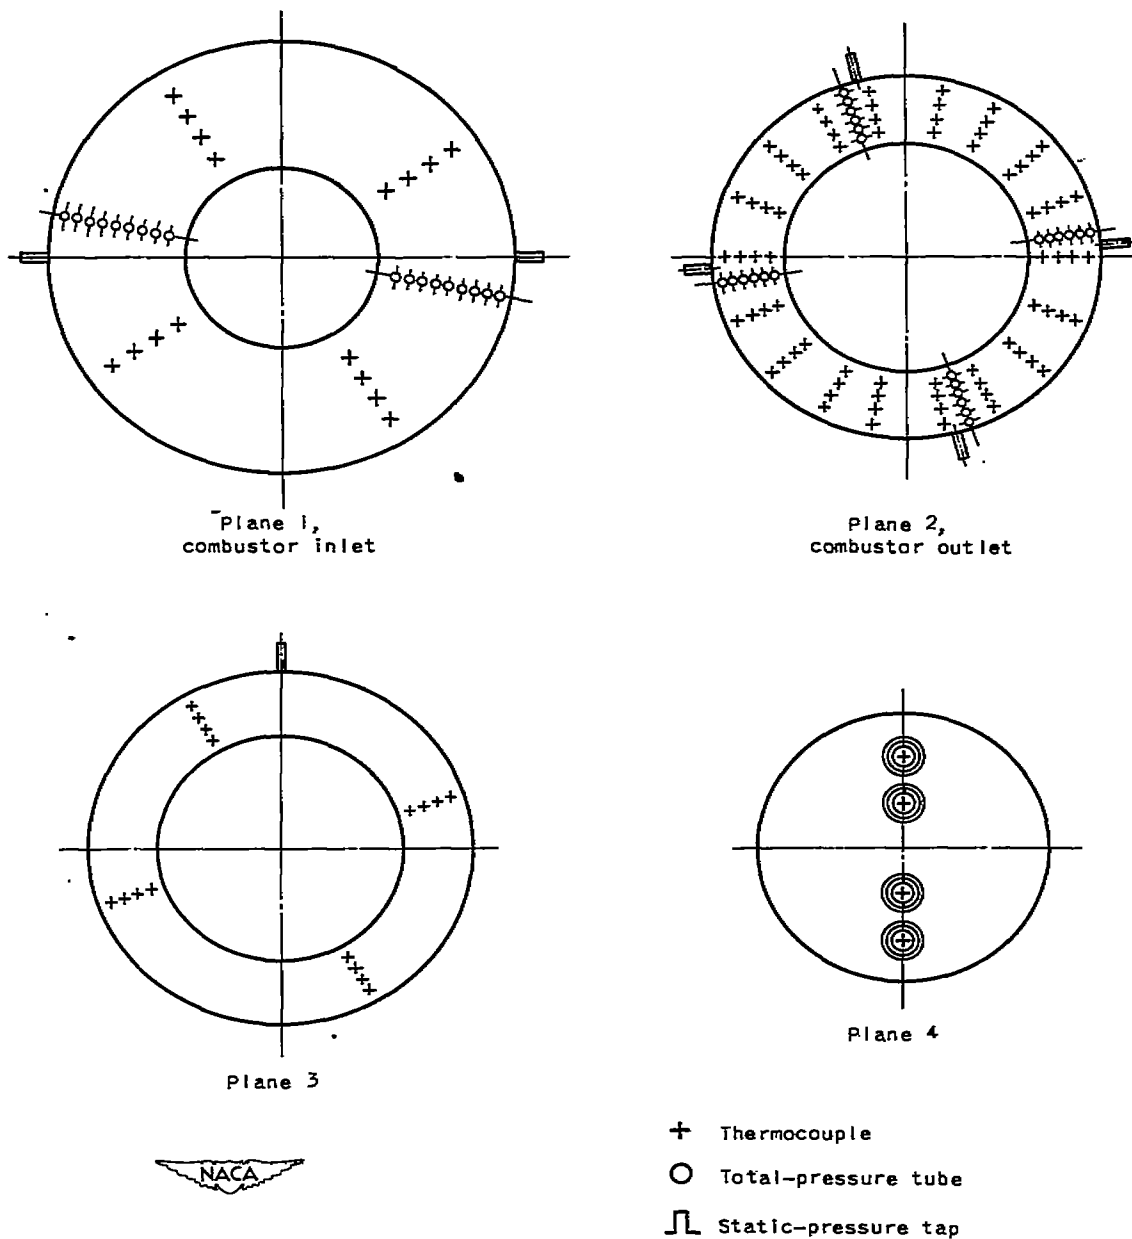 Plane 1,
combustor inlet
Plane 2,
combustor outlet
Plane 3
Plane 4
NACA
Thermocouple
Total-pressure tube
Static-pressure tap